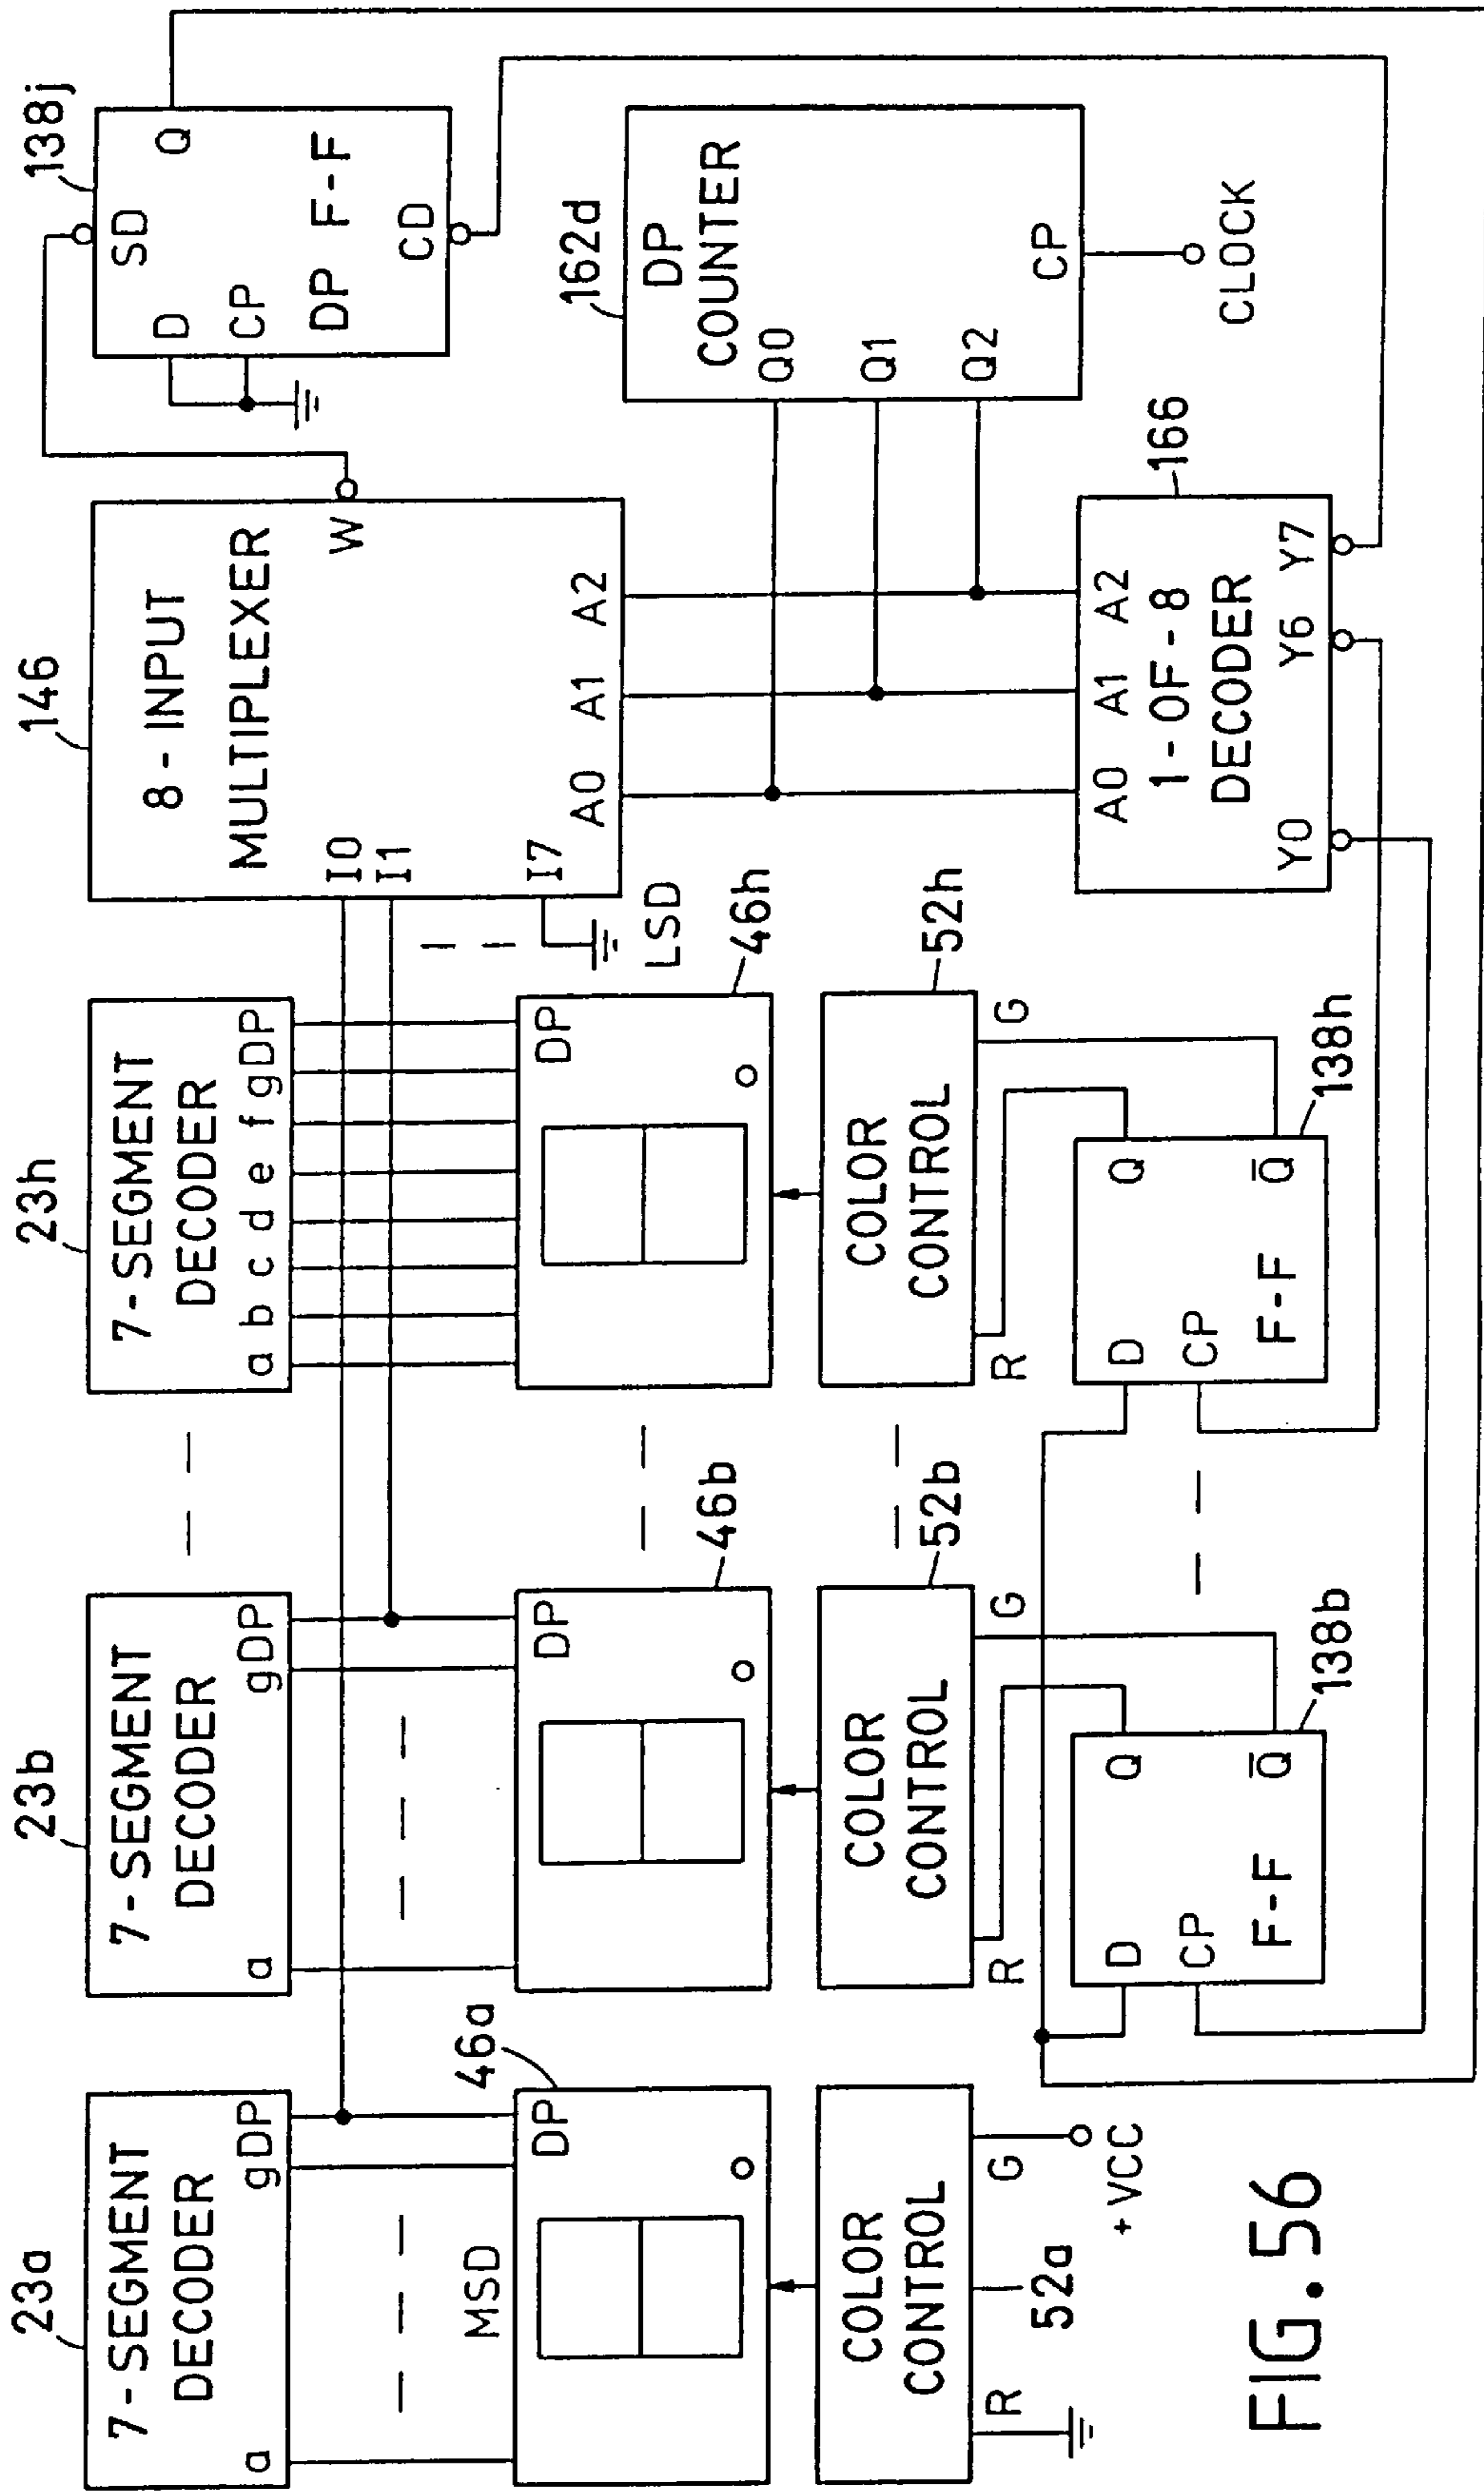 23a
7-SEGMENT
DECODER
a
gDP
23b
7-SEGMENT
DECODER
a
gDP
23h
7-SEGMENT
DECODER
a b c d e f gDP
146
8-INPUT
MULTIPLEXER
I0
I1
I7
W
A0 A1 A2
138j
SD
D
CP
Q
DP F-F
CD
MSD
46a
DP
46b
DP
LSD
46h
DP
162d
DP
COUNTER
Q0
Q1
Q2
CP
CLOCK
COLOR
CONTROL
R
G
52a
+VCC
COLOR
CONTROL
52b
R
G
COLOR
CONTROL
52h
R
G
166
A0 A1 A2
1-OF-8
DECODER
Y0 Y6 Y7
D
CP
Q
Q̅
F-F
138b
D
CP
Q
Q̅
F-F
138h
FIG. 56